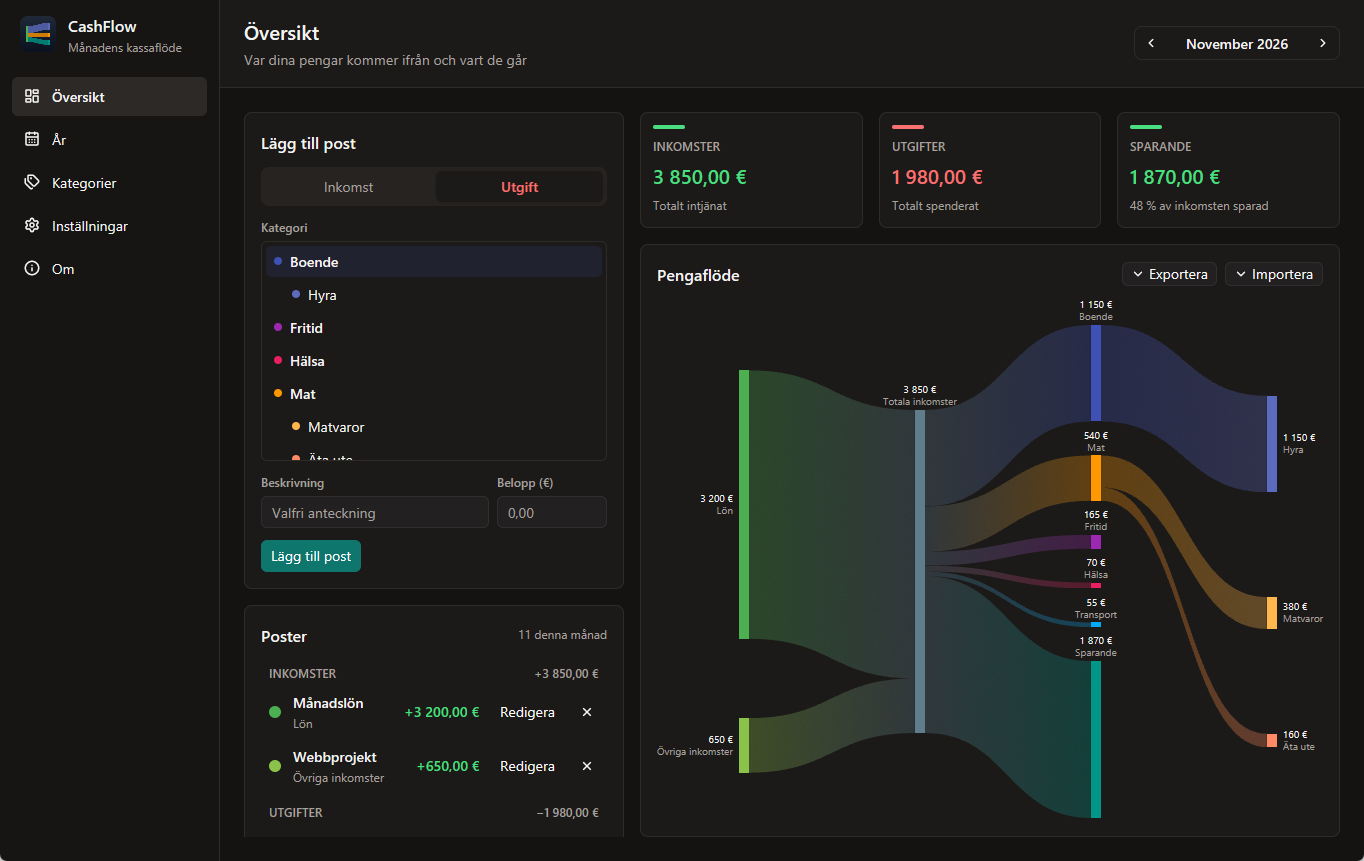 CashFlow
Månadens kassaflöde
Översikt
År
Kategorier
Inställningar
Om
Översikt
Var dina pengar kommer ifrån och vart de går
November 2026
Lägg till post
Inkomst
Utgift
Kategori
Boende
Hyra
Fritid
Hälsa
Mat
Matvaror
Äta ute
Beskrivning
Belopp (€)
Valfri anteckning
0,00
Lägg till post
Poster
11 denna månad
INKOMSTER
+3 850,00 €
Månadslön
Lön
+3 200,00 €
Redigera
Webbprojekt
Övriga inkomster
+650,00 €
Redigera
UTGIFTER
−1 980,00 €
INKOMSTER
3 850,00 €
Totalt intjänat
UTGIFTER
1 980,00 €
Totalt spenderat
SPARANDE
1 870,00 €
48 % av inkomsten sparad
Pengaflöde
Exportera
Importera
3 200 €
Lön
650 €
Övriga inkomster
3 850 €
Totala inkomster
1 150 €
Boende
540 €
Mat
165 €
Fritid
70 €
Hälsa
55 €
Transport
1 870 €
Sparande
1 150 €
Hyra
380 €
Matvaror
160 €
Äta ute